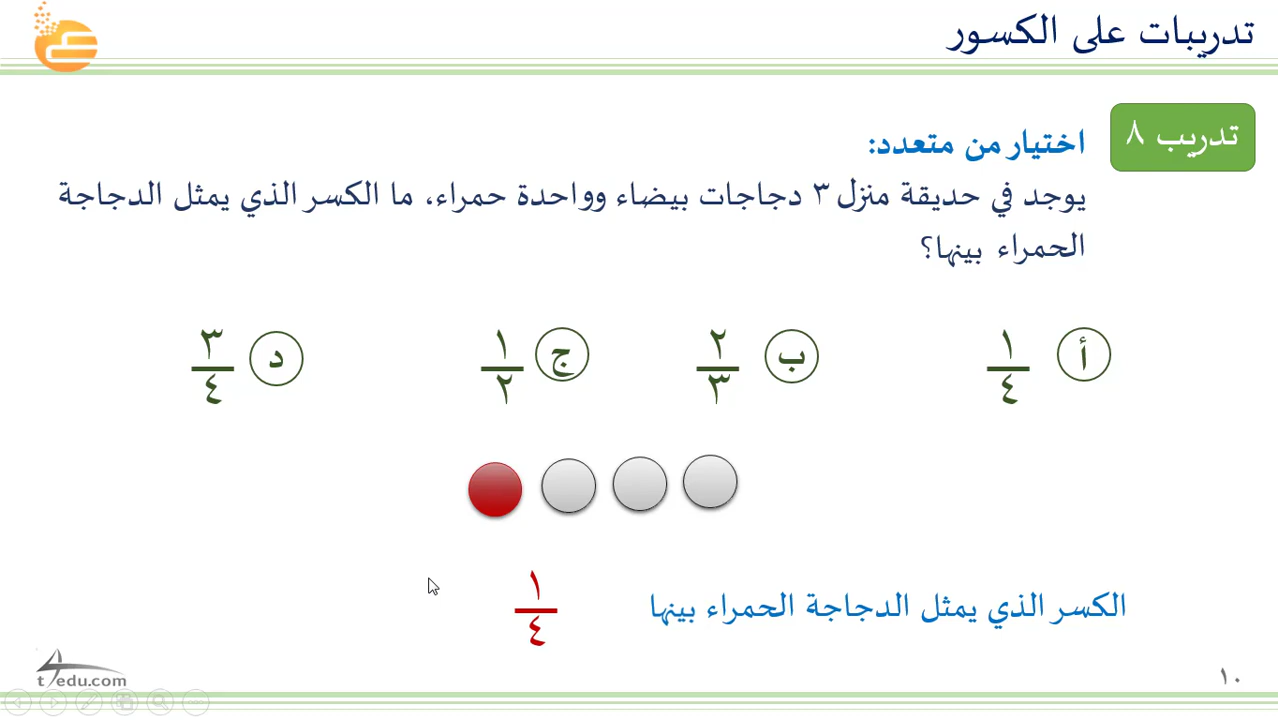 تدريبات على الكسور
تدريب ٨
اختيار من متعدد:
يوجد في حديقة منزل ٣ دجاجات بيضاء وواحدة حمراء، ما الكسر الذي يمثل الدجاجة
الحمراء بينها؟
أ ١/٤ ب ٢/٣ ج ١/٢ د ٣/٤
الكسر الذي يمثل الدجاجة الحمراء بينها ١/٤
t4edu.com
١٠